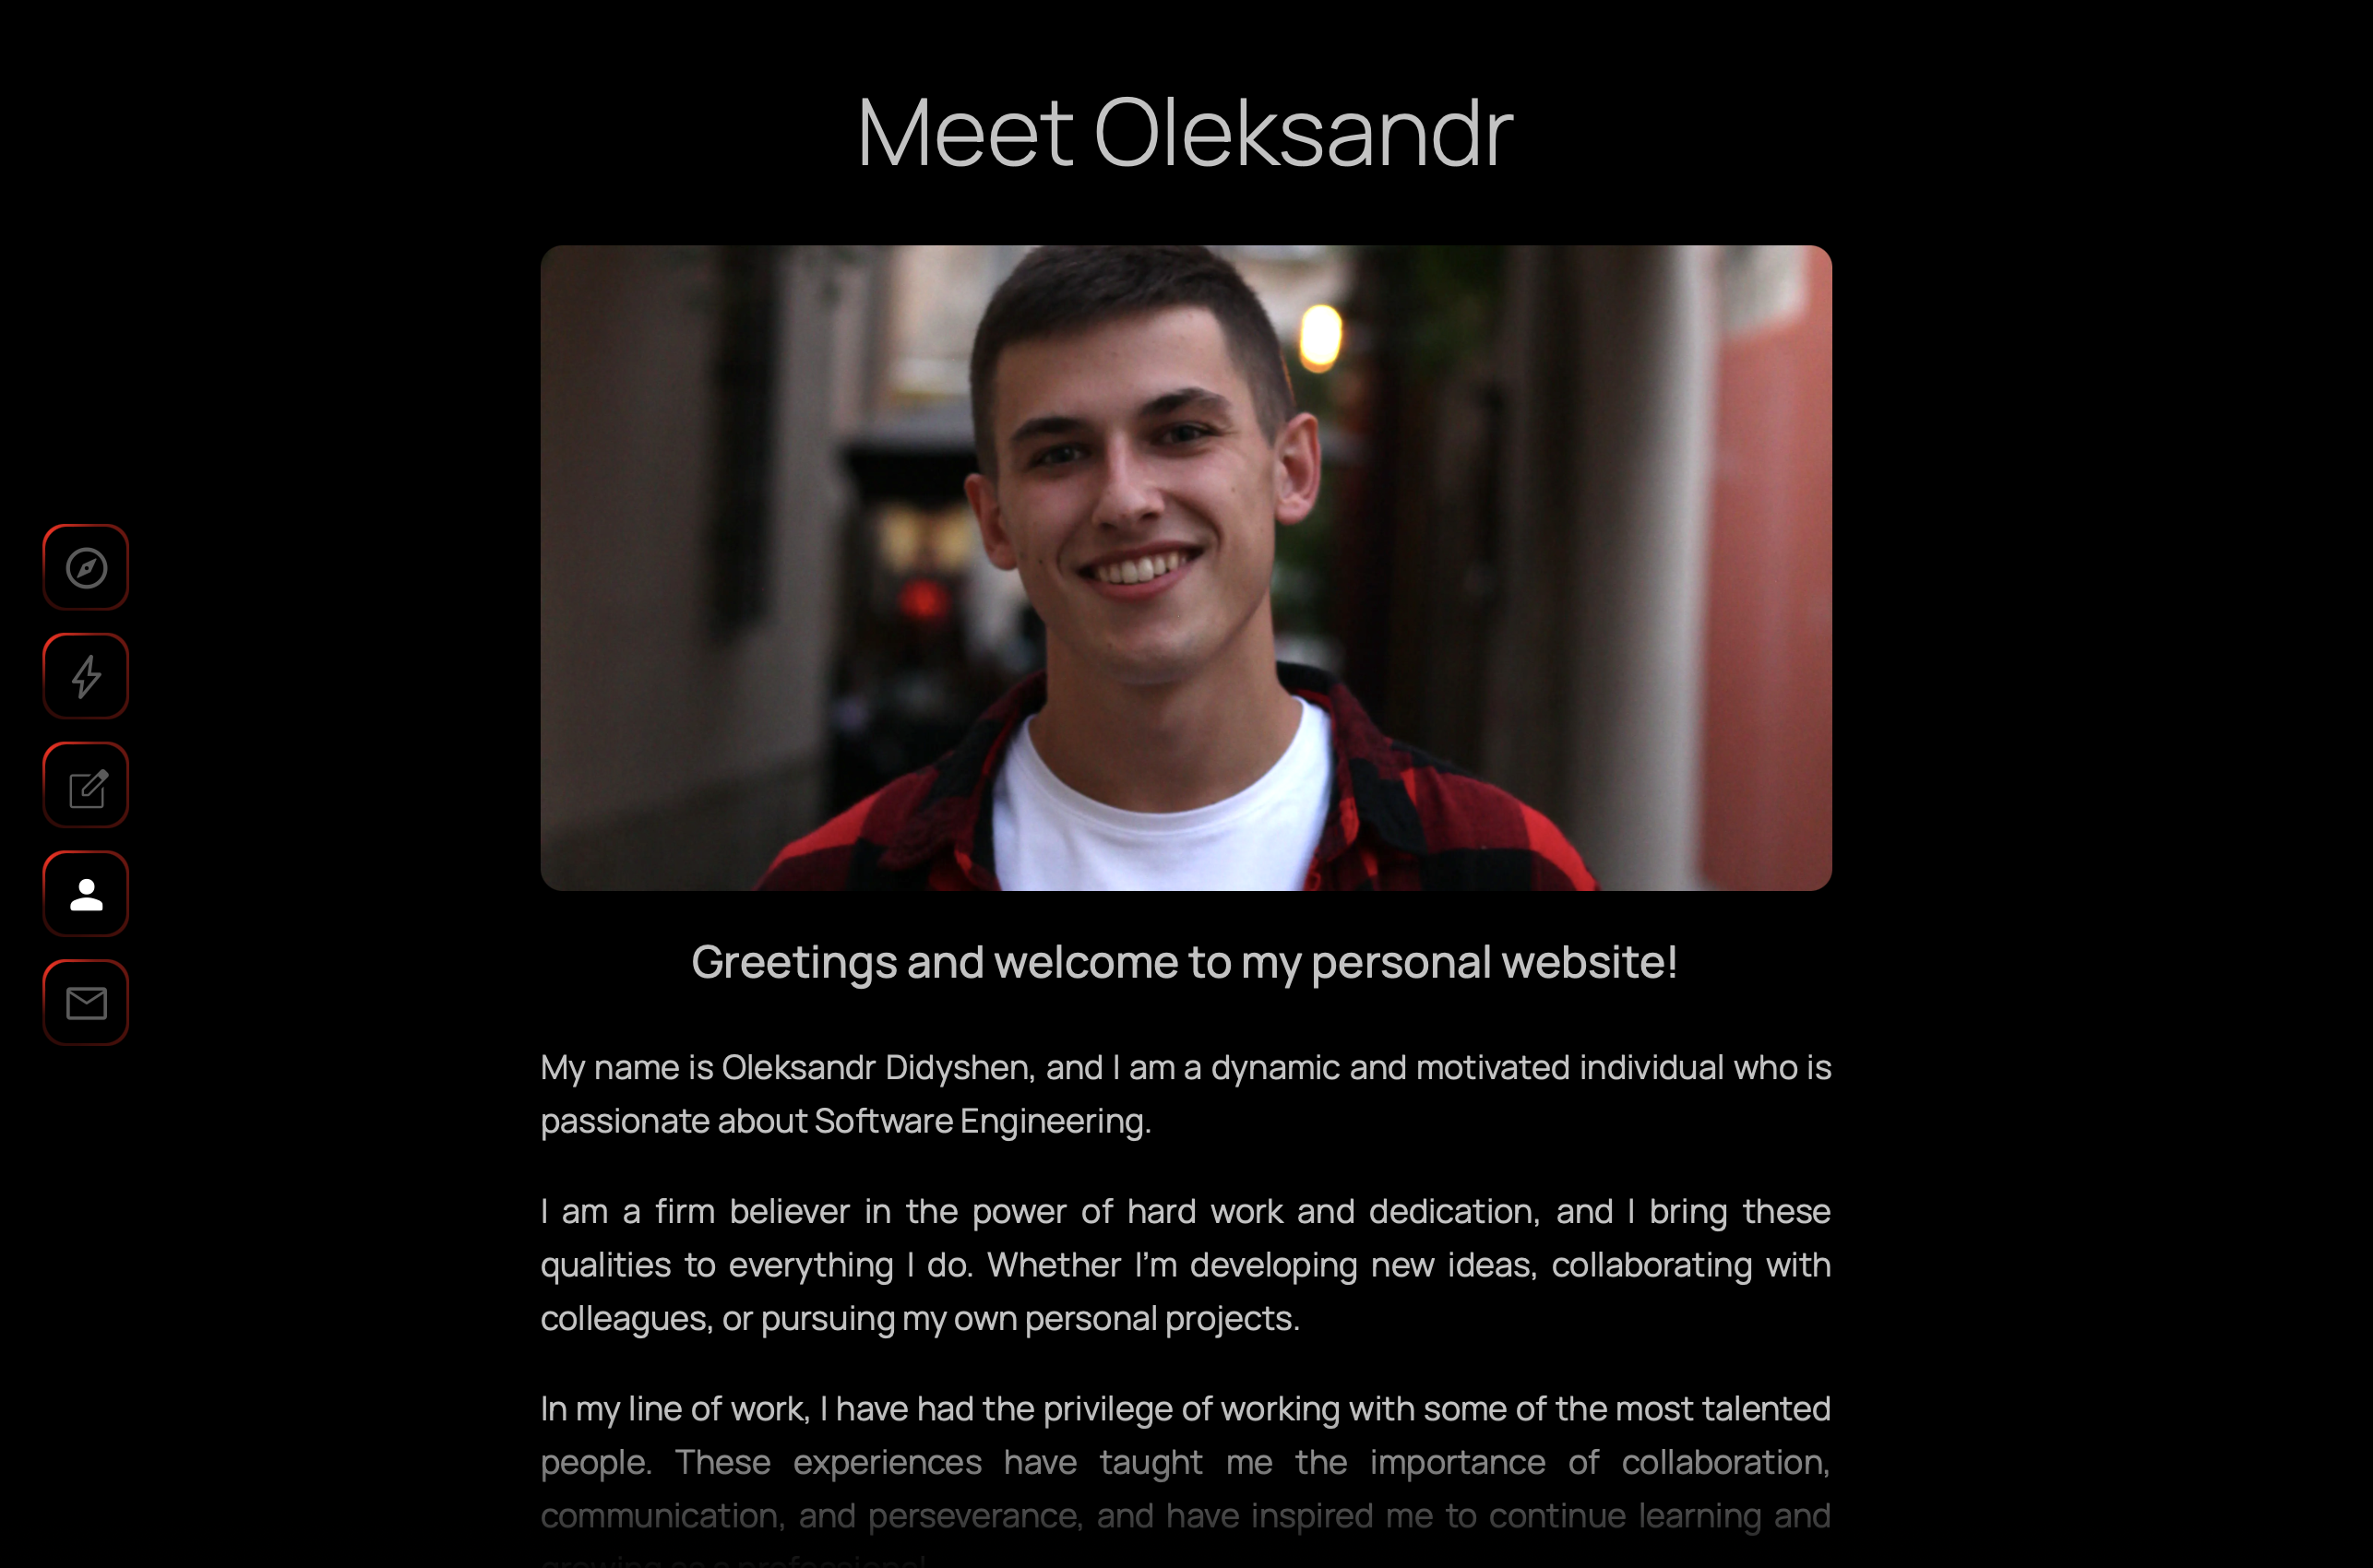 Meet Oleksandr
Greetings and welcome to my personal website!
My name is Oleksandr Didyshen, and I am a dynamic and motivated individual who is
passionate about Software Engineering.
I am a firm believer in the power of hard work and dedication, and I bring these
qualities to everything I do. Whether I'm developing new ideas, collaborating with
colleagues, or pursuing my own personal projects.
In my line of work, I have had the privilege of working with some of the most talented
people. These experiences have taught me the importance of collaboration,
communication, and perseverance, and have inspired me to continue learning and
growing as a professional.